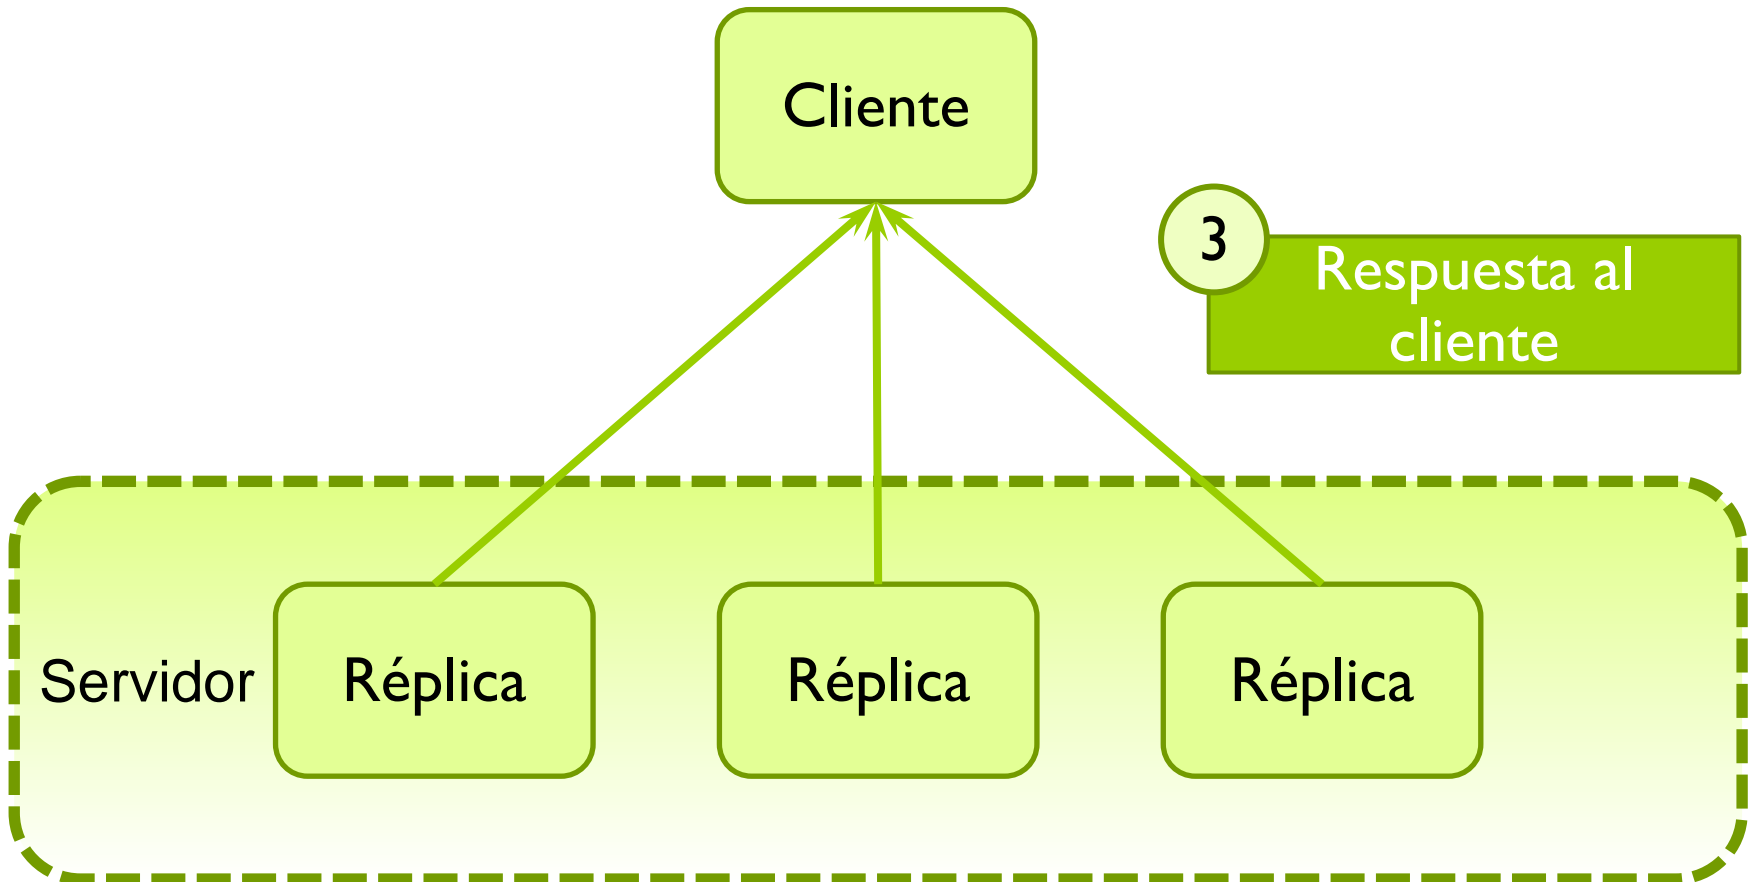 Cliente
3
Respuesta al
cliente
Servidor
Réplica
Réplica
Réplica